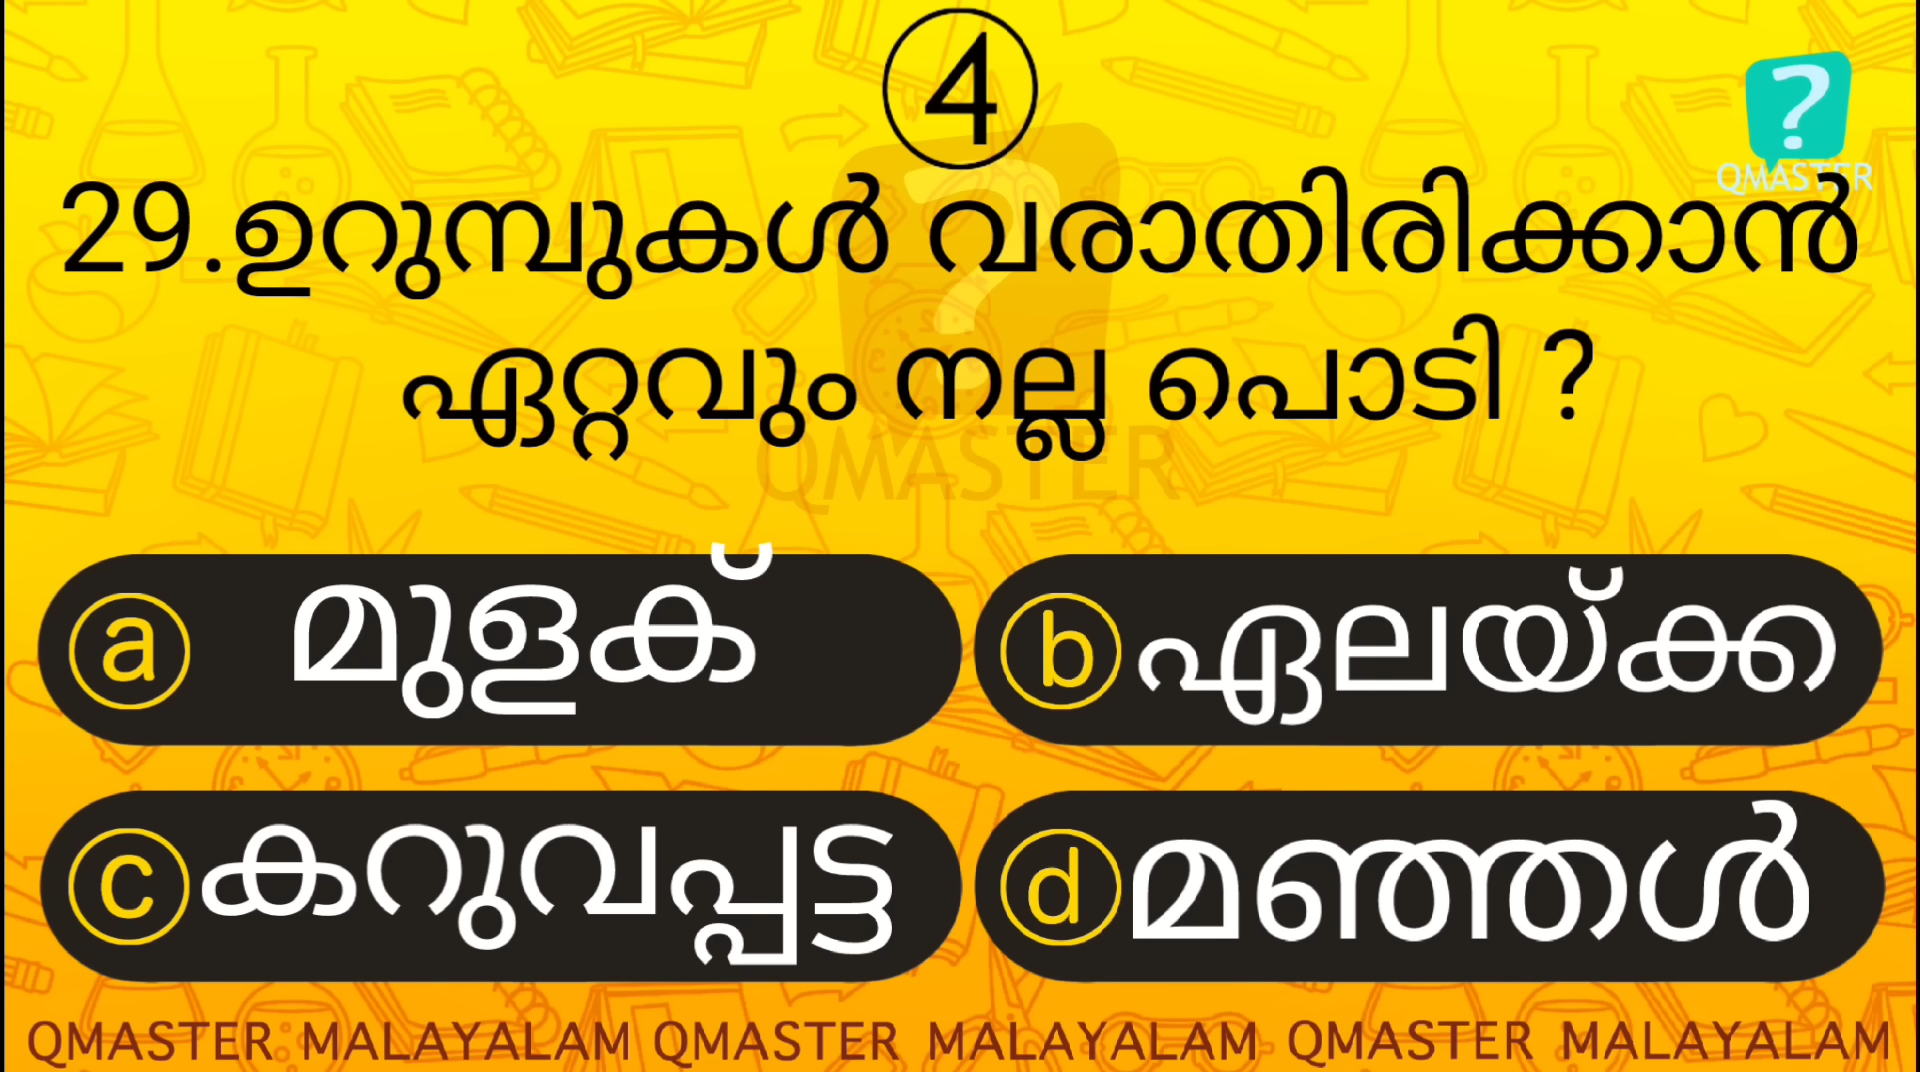 4
QMASTER
29.ഉറുമ്പുകൾ വരാതിരിക്കാൻ
ഏറ്റവും നല്ല പൊടി ?
QMASTER
a മുളക്
b ഏലയ്ക്ക
c കറുവപ്പട്ട
d മഞ്ഞൾ
QMASTER MALAYALAM QMASTER MALAYALAM QMASTER MALAYALAM